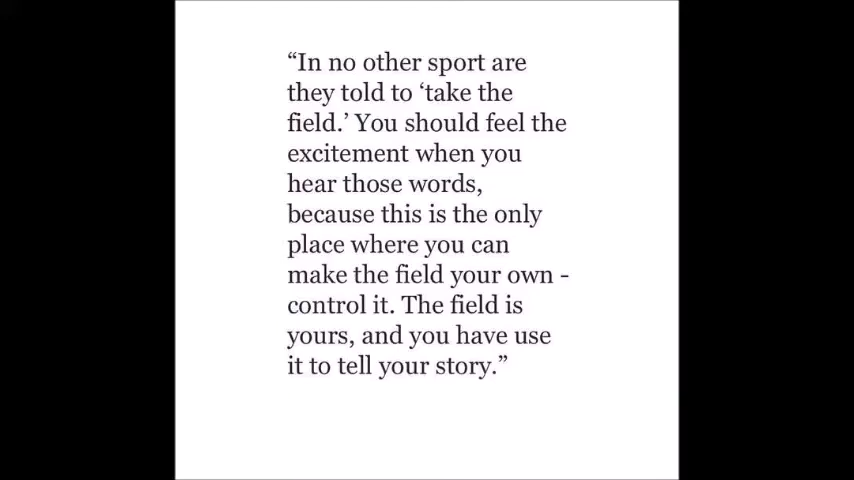 “In no other sport are
they told to ‘take the
field.’ You should feel the
excitement when you
hear those words,
because this is the only
place where you can
make the field your own -
control it. The field is
yours, and you have use
it to tell your story.”